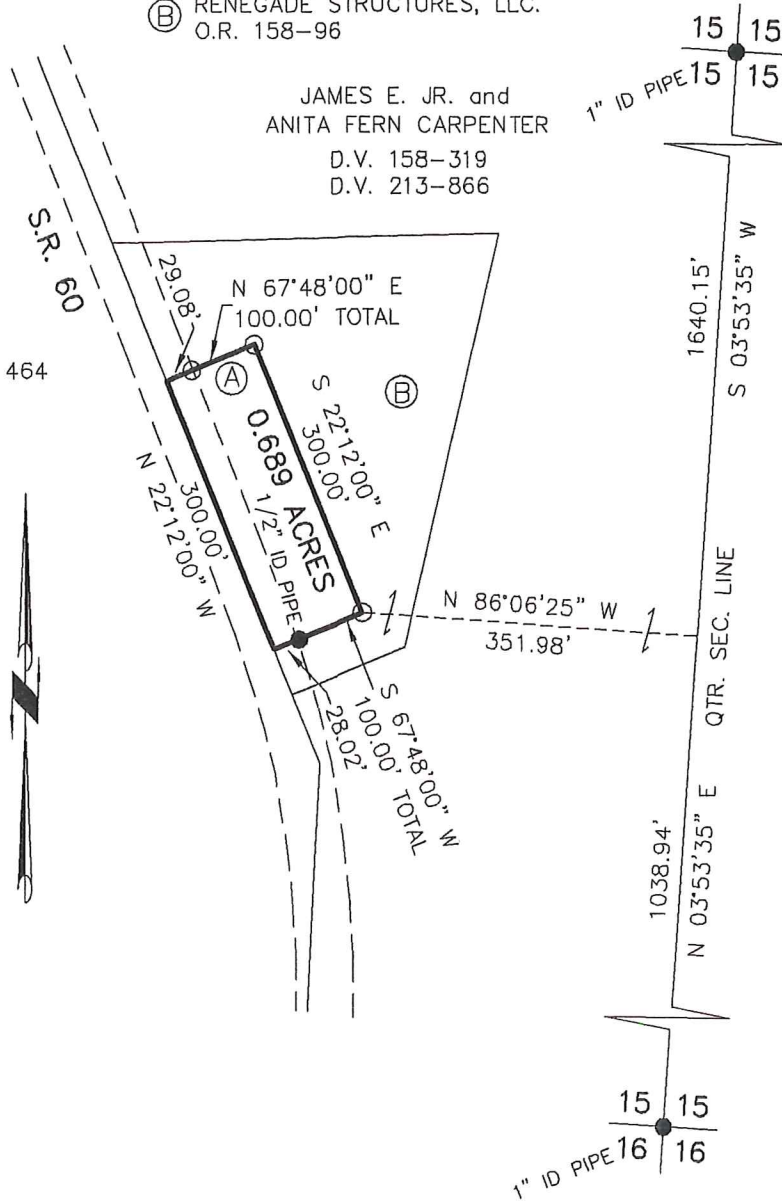 Ⓑ RENEGADE STRUCTURES, LLC.
O.R. 158-96
15 15
15 15
1" ID PIPE
JAMES E. JR. and
ANITA FERN CARPENTER
D.V. 158-319
D.V. 213-866
S.R. 60
29.08'
N 67°48'00" E
100.00' TOTAL
464
Ⓐ
Ⓑ
S 22°12'00" E
300.00'
0.689 ACRES
1/2" ID PIPE
300.00'
N 22°12'00" W
1640.15'
S 03°53'35" W
N 86°06'25" W
351.98'
QTR. SEC. LINE
S 67°48'00" W
100.00' TOTAL
28.02'
1038.94'
N 03°53'35" E
15 15
16 16
1" ID PIPE